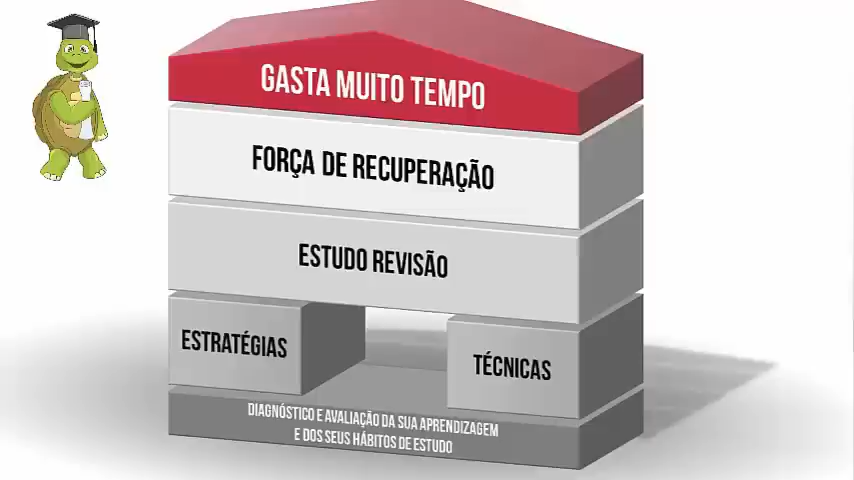 GASTA MUITO TEMPO
FORÇA DE RECUPERAÇÃO
ESTUDO REVISÃO
ESTRATÉGIAS
TÉCNICAS
DIAGNÓSTICO E AVALIAÇÃO DA SUA APRENDIZAGEM
E DOS SEUS HÁBITOS DE ESTUDO